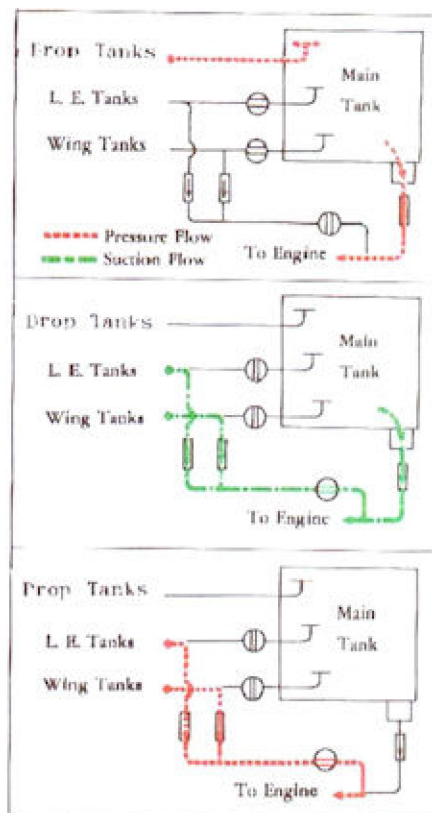 Drop Tanks
Main
Tank
L. E. Tanks
Wing Tanks
Pressure Flow
Suction Flow
To Engine
Drop Tanks
Main
Tank
L. E. Tanks
Wing Tanks
To Engine
Drop Tanks
Main
Tank
L. E. Tanks
Wing Tanks
To Engine